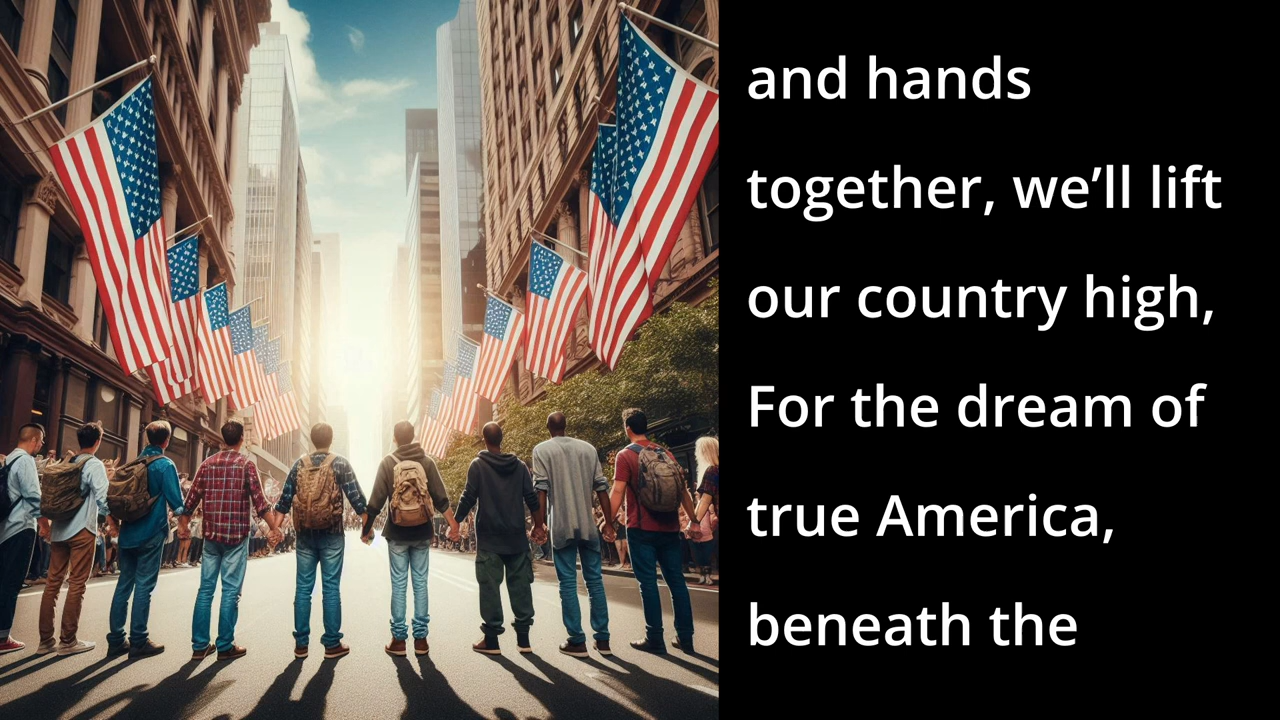 and hands
together, we’ll lift
our country high,
For the dream of
true America,
beneath the